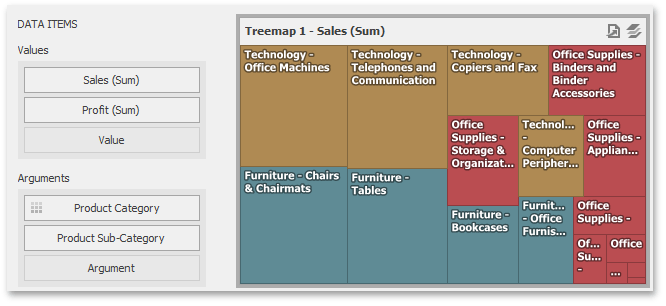 DATA ITEMS
Values
Sales (Sum)
Profit (Sum)
Value
Arguments
Product Category
Product Sub-Category
Argument
Treemap 1 - Sales (Sum)
Technology -
Office Machines
Technology -
Telephones and
Communication
Technology -
Copiers and Fax
Office Supplies -
Binders and
Binder
Accessories
Office
Supplies -
Storage &
Organizat...
Technol...
-
Computer
Peripher...
Office
Supplies -
Applian...
Furniture - Chairs
& Chairmats
Furniture -
Tables
Furniture -
Bookcases
Furnit...
- Office
Furnis...
Office
Supplies -
Of...
Su...
-
Office
...